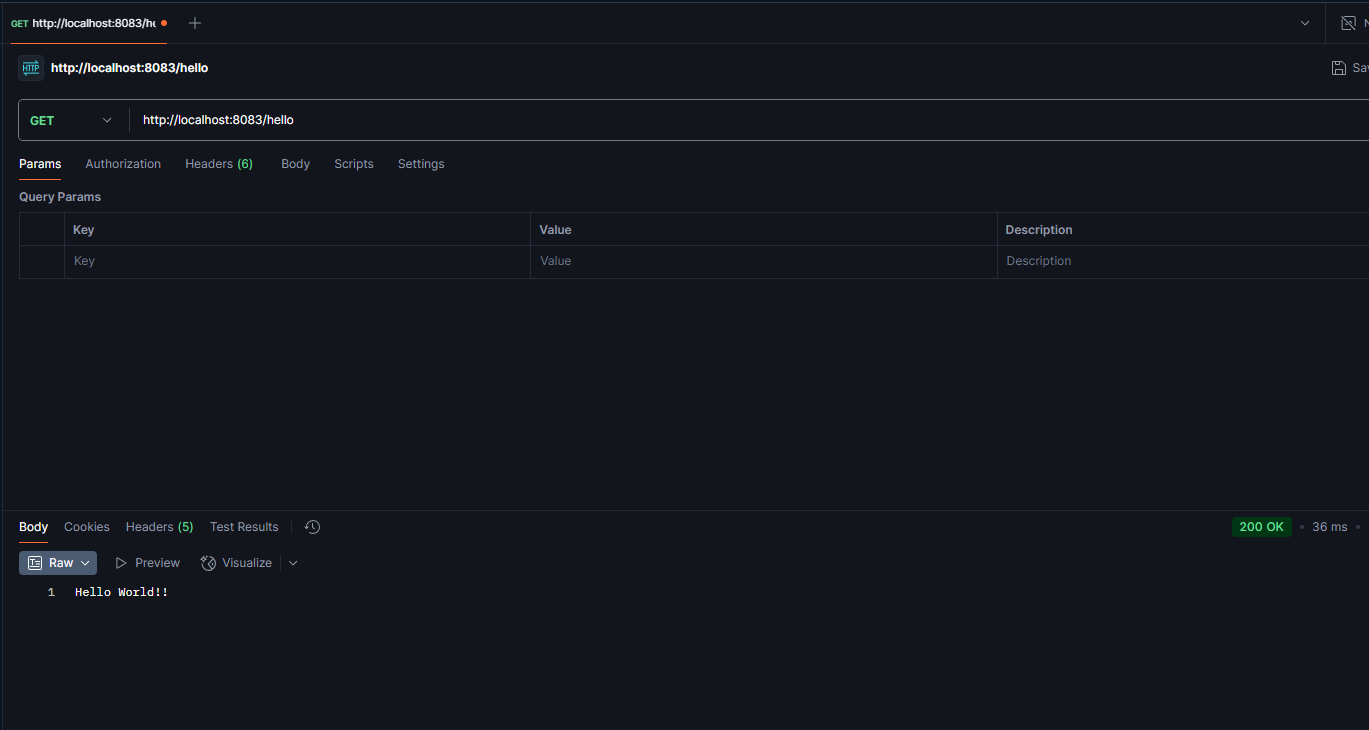 GET http://localhost:8083/h
HTTP http://localhost:8083/hello
GET http://localhost:8083/hello
Params Authorization Headers (6) Body Scripts Settings
Query Params
Key Value Description
Key Value Description
Body Cookies Headers (5) Test Results 200 OK • 36 ms •
Raw Preview Visualize
1 Hello World!!